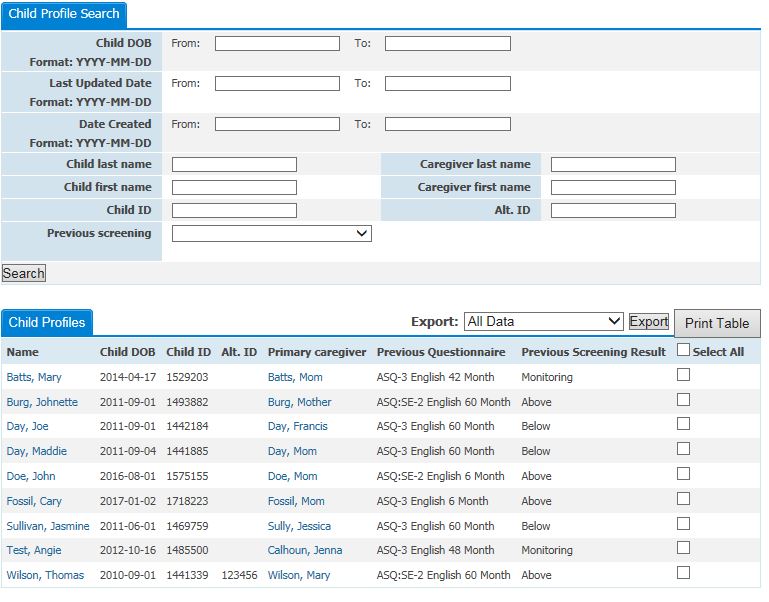 Child Profile Search
Child DOB From: To:
Format: YYYY-MM-DD
Last Updated Date From: To:
Format: YYYY-MM-DD
Date Created From: To:
Format: YYYY-MM-DD
Child last name Caregiver last name
Child first name Caregiver first name
Child ID Alt. ID
Previous screening
Search
Child Profiles Export: All Data Export Print Table
Name Child DOB Child ID Alt. ID Primary caregiver Previous Questionnaire Previous Screening Result Select All
Batts, Mary 2014-04-17 1529203 Batts, Mom ASQ-3 English 42 Month Monitoring
Burg, Johnette 2011-09-01 1493882 Burg, Mother ASQ:SE-2 English 60 Month Above
Day, Joe 2011-09-01 1442184 Day, Francis ASQ-3 English 60 Month Below
Day, Maddie 2011-09-04 1441885 Day, Mom ASQ-3 English 60 Month Below
Doe, John 2016-08-01 1575155 Doe, Mom ASQ:SE-2 English 6 Month Above
Fossil, Cary 2017-01-02 1718223 Fossil, Mom ASQ-3 English 6 Month Above
Sullivan, Jasmine 2011-06-01 1469759 Sully, Jessica ASQ-3 English 60 Month Below
Test, Angie 2012-10-16 1485500 Calhoun, Jenna ASQ-3 English 48 Month Monitoring
Wilson, Thomas 2010-09-01 1441339 123456 Wilson, Mary ASQ:SE-2 English 60 Month Above